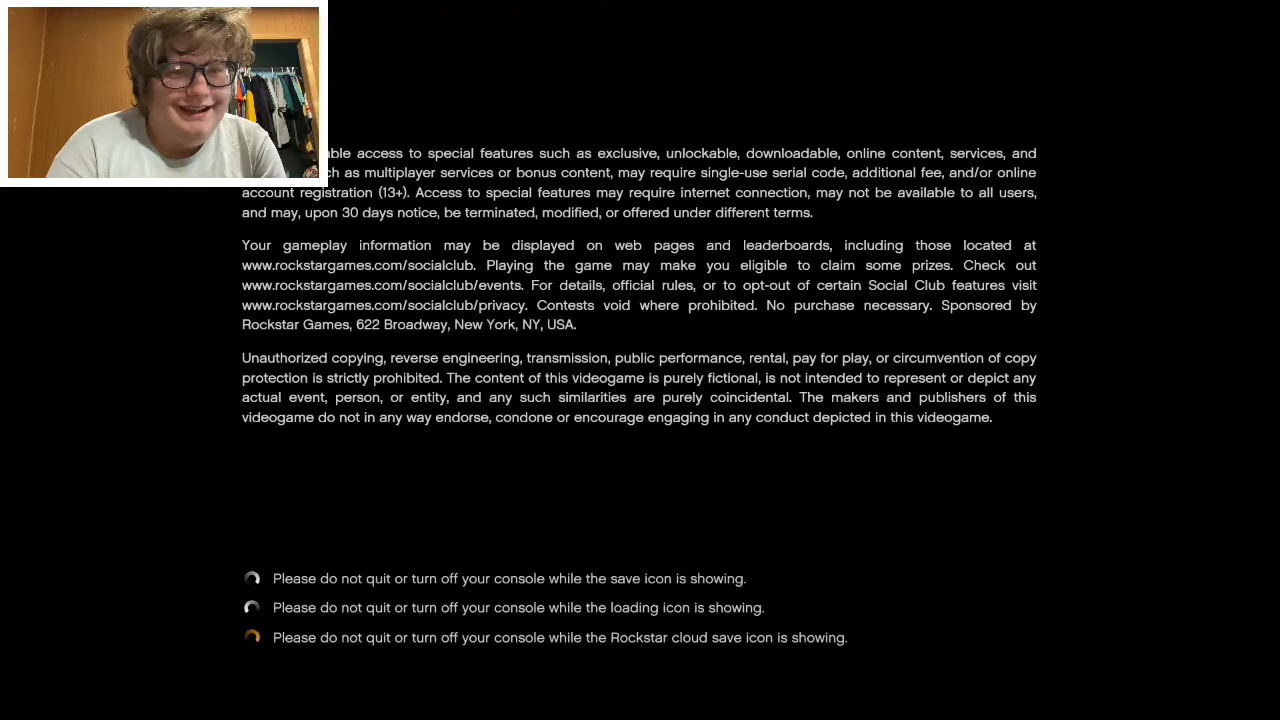 access to special features such as exclusive, unlockable, downloadable, online content, services, and
as multiplayer services or bonus content, may require single-use serial code, additional fee, and/or online
account registration (13+). Access to special features may require internet connection, may not be available to all users,
and may, upon 30 days notice, be terminated, modified, or offered under different terms.
Your gameplay information may be displayed on web pages and leaderboards, including those located at
www.rockstargames.com/socialclub. Playing the game may make you eligible to claim some prizes. Check out
www.rockstargames.com/socialclub/events. For details, official rules, or to opt-out of certain Social Club features visit
www.rockstargames.com/socialclub/privacy. Contests void where prohibited. No purchase necessary. Sponsored by
Rockstar Games, 622 Broadway, New York, NY, USA.
Unauthorized copying, reverse engineering, transmission, public performance, rental, pay for play, or circumvention of copy
protection is strictly prohibited. The content of this videogame is purely fictional, is not intended to represent or depict any
actual event, person, or entity, and any such similarities are purely coincidental. The makers and publishers of this
videogame do not in any way endorse, condone or encourage engaging in any conduct depicted in this videogame.
Please do not quit or turn off your console while the save icon is showing.
Please do not quit or turn off your console while the loading icon is showing.
Please do not quit or turn off your console while the Rockstar cloud save icon is showing.